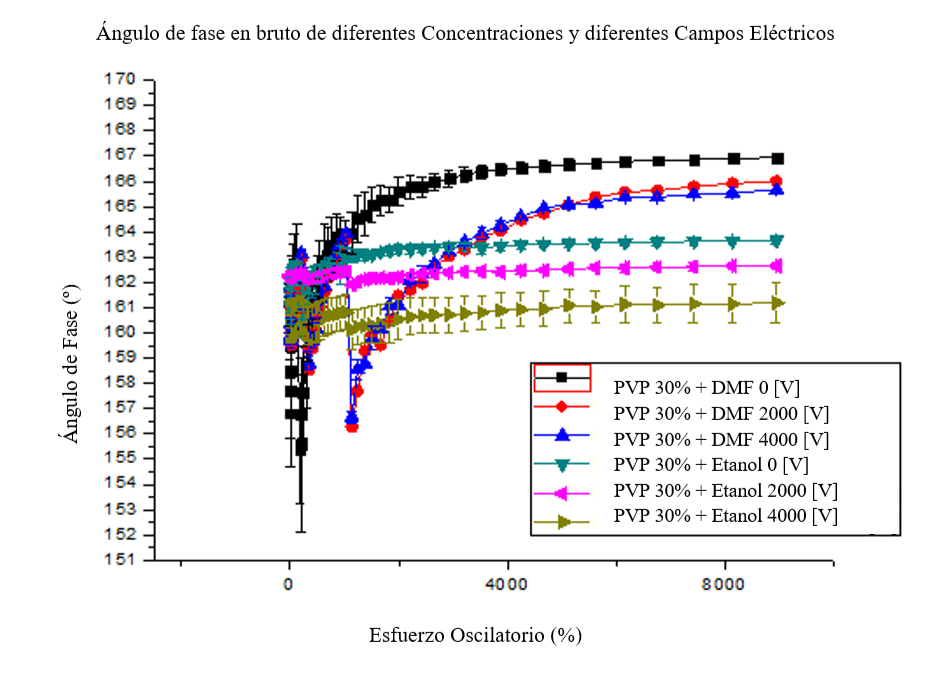 Ángulo de fase en bruto de diferentes Concentraciones y diferentes Campos Eléctricos
170
169
168
167
166
165
164
163
162
161
160
159
158
157
156
155
154
153
152
151
Ángulo de Fase (°)
PVP 30% + DMF 0 [V]
PVP 30% + DMF 2000 [V]
PVP 30% + DMF 4000 [V]
PVP 30% + Etanol 0 [V]
PVP 30% + Etanol 2000 [V]
PVP 30% + Etanol 4000 [V]
0 4000 8000
Esfuerzo Oscilatorio (%)